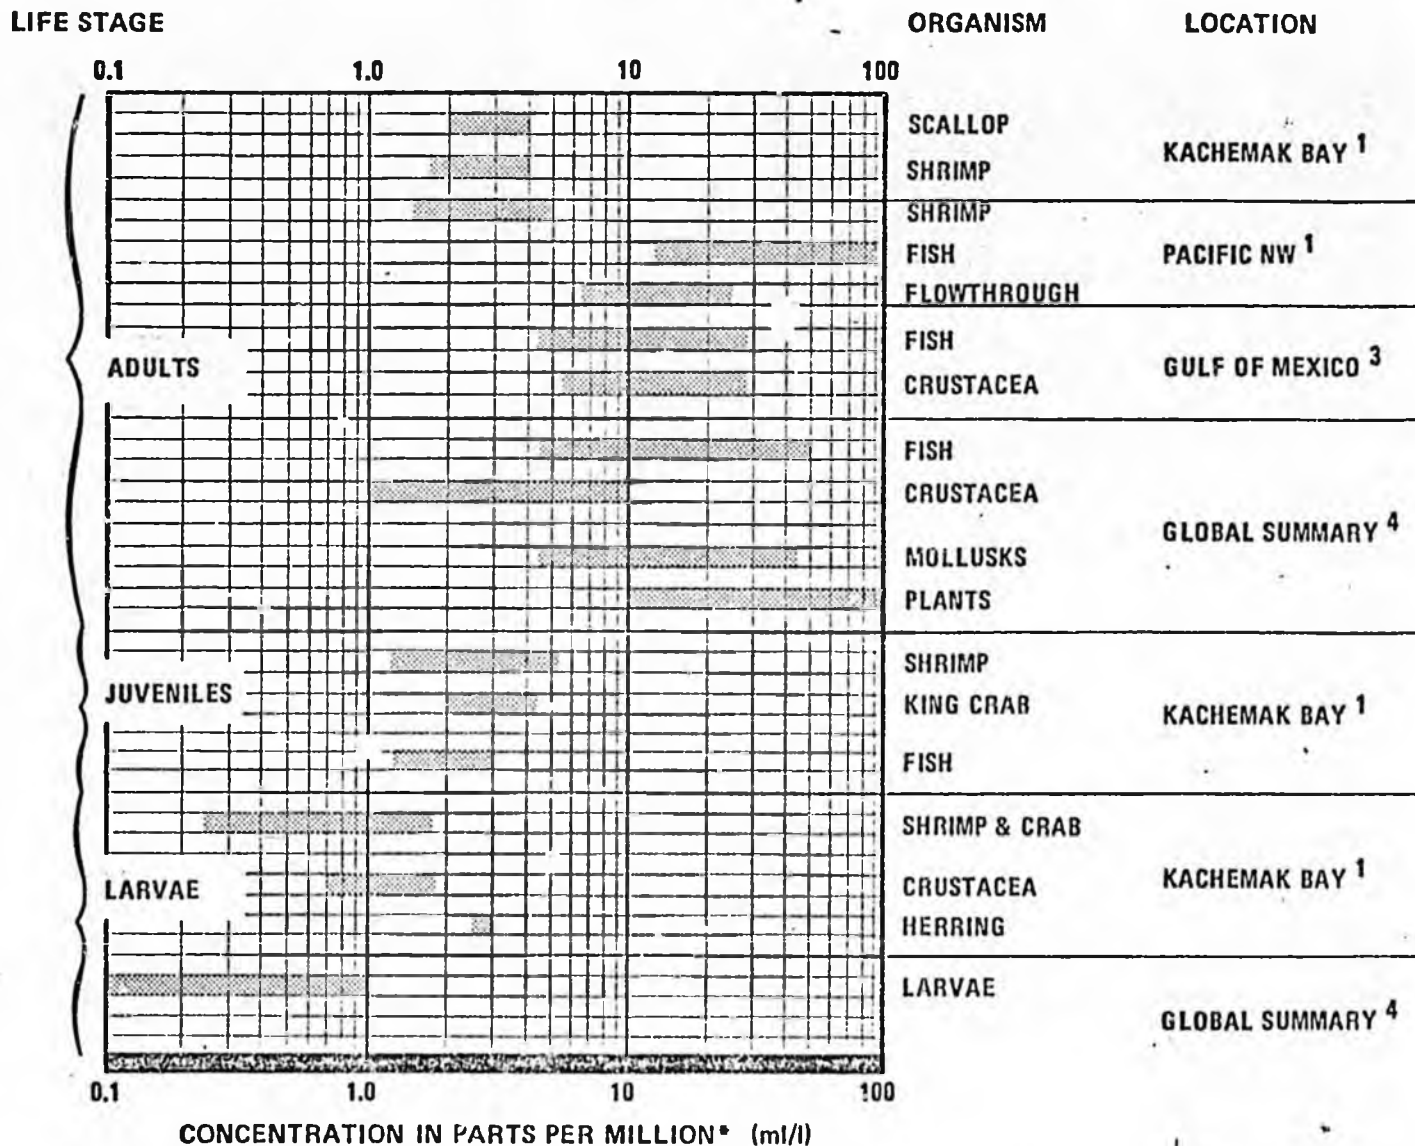 LIFE STAGE ORGANISM LOCATION
0.1 1.0 10 100
SCALLOP
KACHEMAK BAY 1
SHRIMP
SHRIMP
FISH PACIFIC NW 1
FLOWTHROUGH
FISH
ADULTS GULF OF MEXICO 3
CRUSTACEA
FISH
CRUSTACEA
GLOBAL SUMMARY 4
MOLLUSKS
PLANTS
SHRIMP
JUVENILES KING CRAB KACHEMAK BAY 1
FISH
SHRIMP & CRAB
LARVAE CRUSTACEA KACHEMAK BAY 1
HERRING
LARVAE
GLOBAL SUMMARY 4
0.1 1.0 10 100
CONCENTRATION IN PARTS PER MILLION* (ml/l)